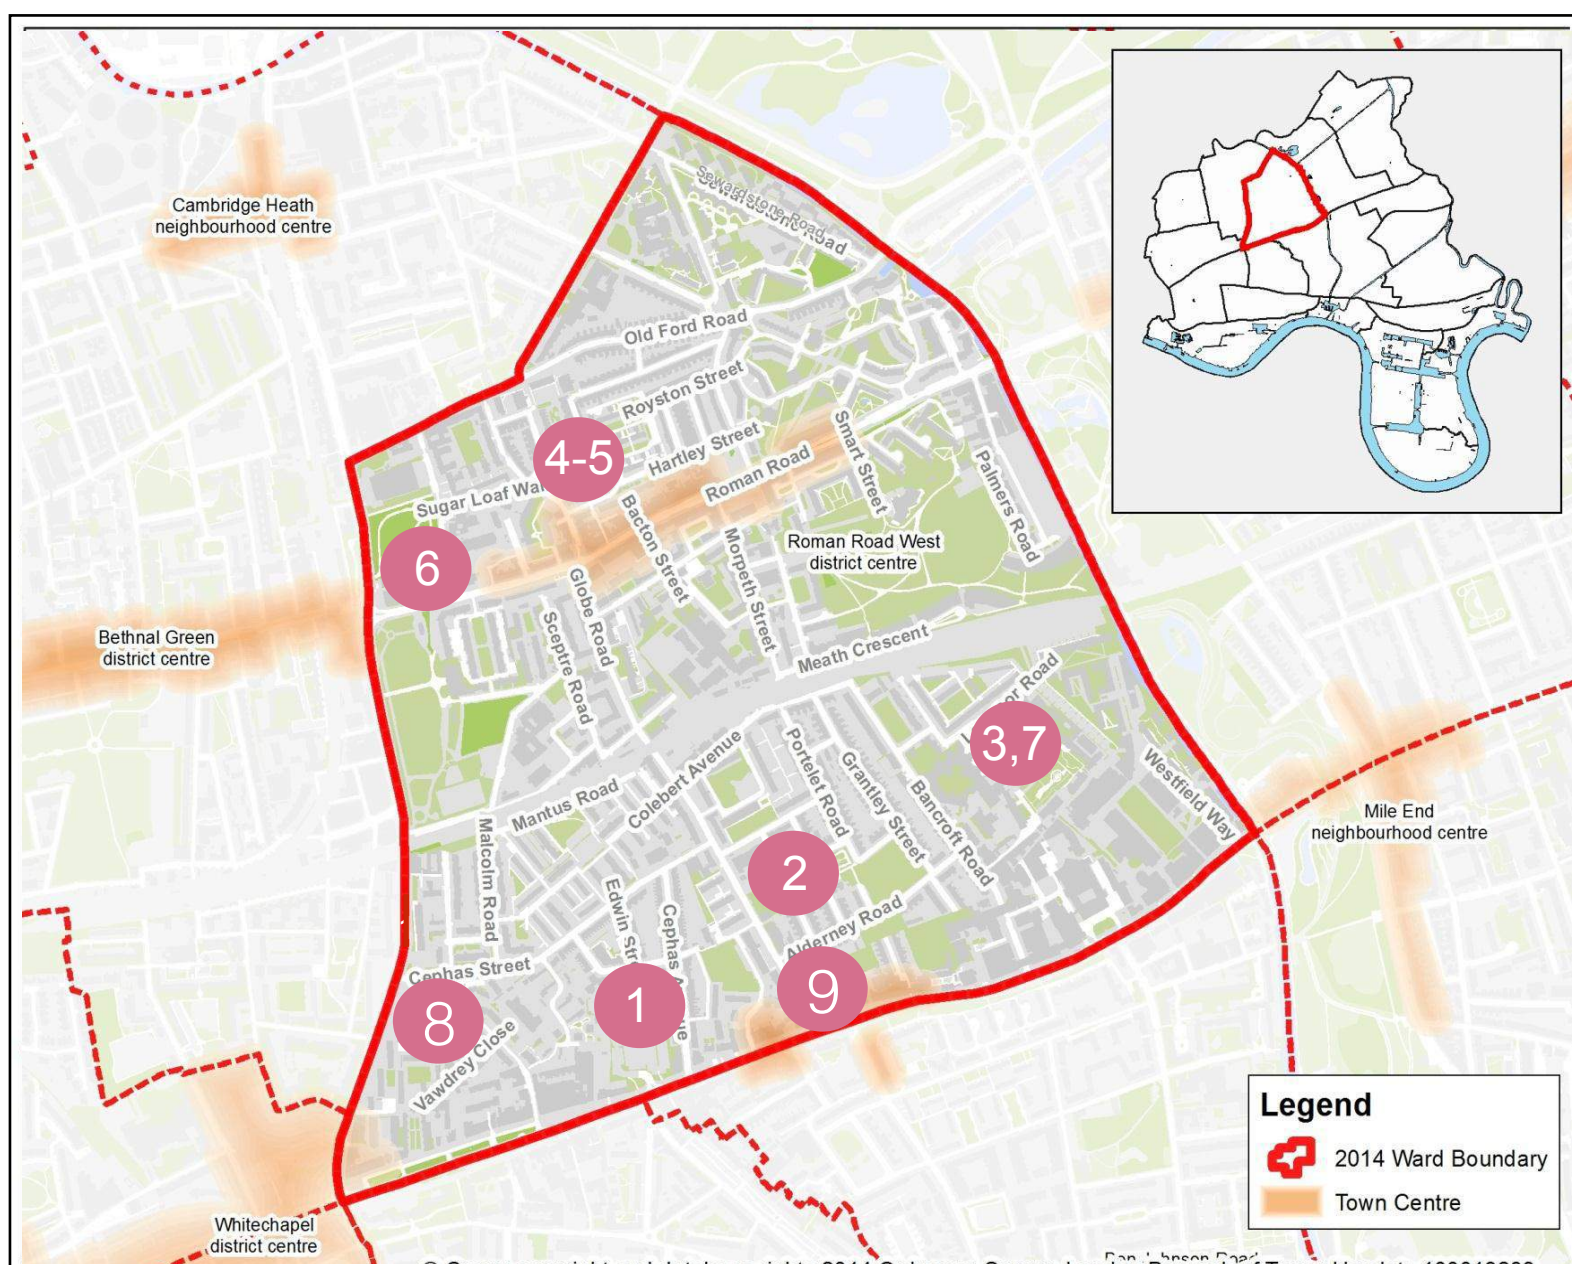 Sewardstone Road
Sewardstone Road
Cambridge Heath
neighbourhood centre
Old Ford Road
Royston Street
4-5
Hartley Street
Smart Street
Roman Road
Palmers Road
Sugar Loaf
Bacton Street
Morpeth Street
Roman Road West
district centre
6
Globe Road
Sceptre Road
Bethnal Green
district centre
Meath Crescent
Road
3,7
Portelet Road
Grantley Street
Colebert Avenue
Mantus Road
Bancroft Road
Westfield Way
Malcolm Road
Mile End
neighbourhood centre
2
Edwin
Cephas
Alderney Road
Cephas Street
8
1
9
Vawdrey Close
Legend
2014 Ward Boundary
Town Centre
Whitechapel
district centre